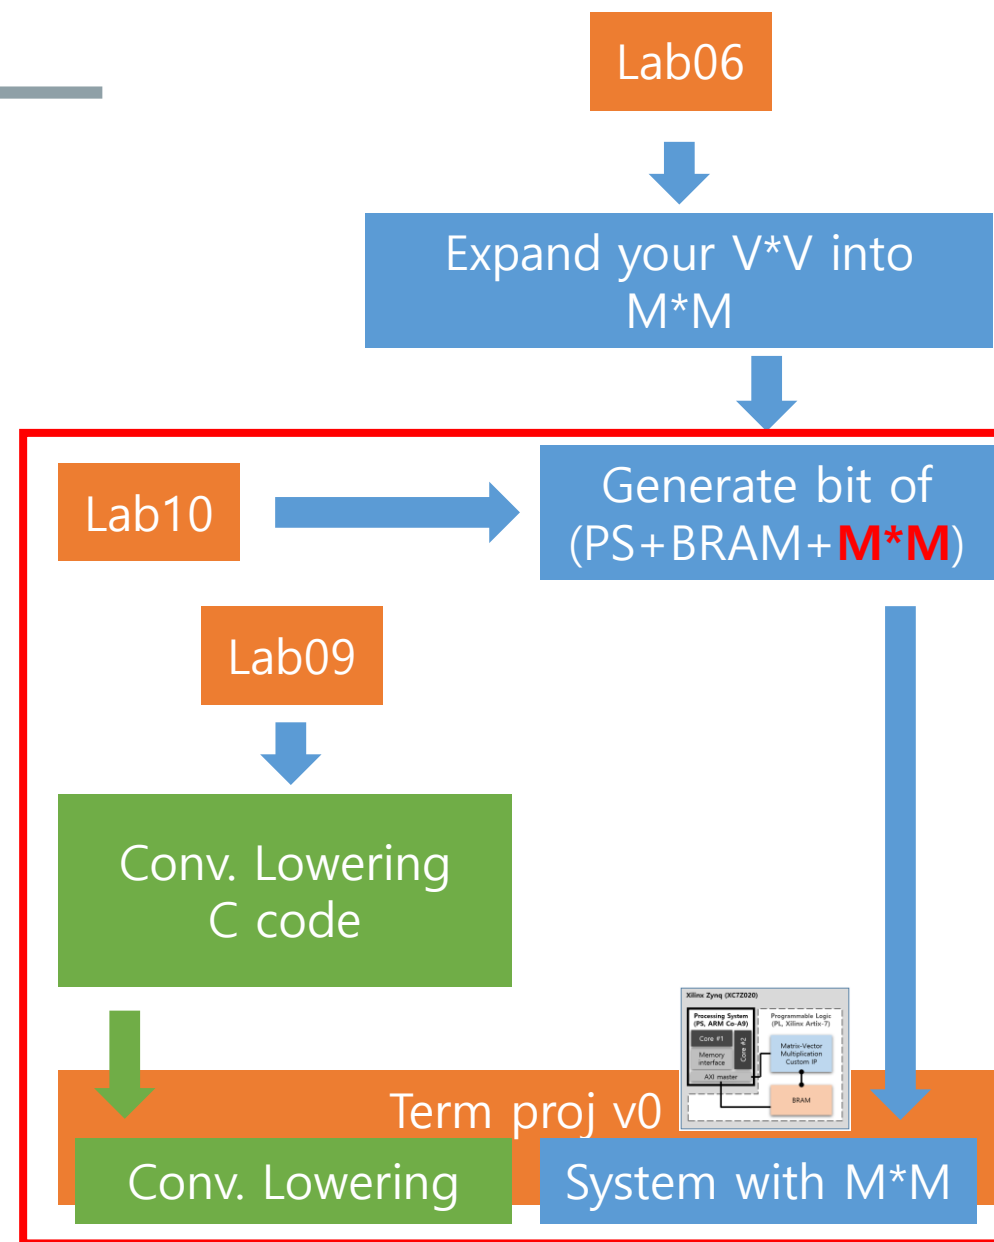 Lab06
Expand your V*V into
M*M
Lab10
Generate bit of
(PS+BRAM+M*M)
Lab09
Conv. Lowering
C code
Xilinx Zynq (XC7Z020)
Processing System
(PS, ARM Co-A9)
Programmable Logic
(PL, Xilinx Artix-7)
Core #1
Core #2
Memory
interface
AXI master
Matrix-Vector
Multiplication
Custom IP
BRAM
Term proj v0
Conv. Lowering
System with M*M